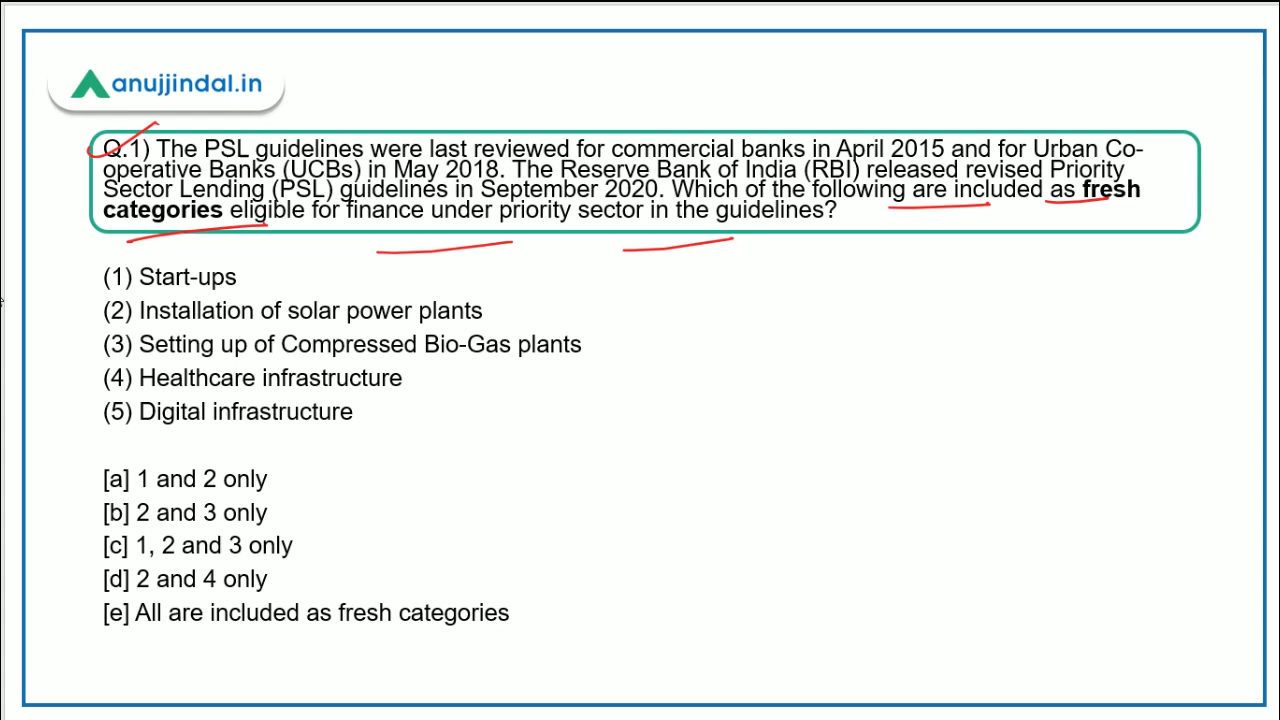 anujjindal.in
Q.1) The PSL guidelines were last reviewed for commercial banks in April 2015 and for Urban Co-
operative Banks (UCBs) in May 2018. The Reserve Bank of India (RBI) released revised Priority
Sector Lending (PSL) guidelines in September 2020. Which of the following are included as fresh
categories eligible for finance under priority sector in the guidelines?
(1) Start-ups
(2) Installation of solar power plants
(3) Setting up of Compressed Bio-Gas plants
(4) Healthcare infrastructure
(5) Digital infrastructure
[a] 1 and 2 only
[b] 2 and 3 only
[c] 1, 2 and 3 only
[d] 2 and 4 only
[e] All are included as fresh categories